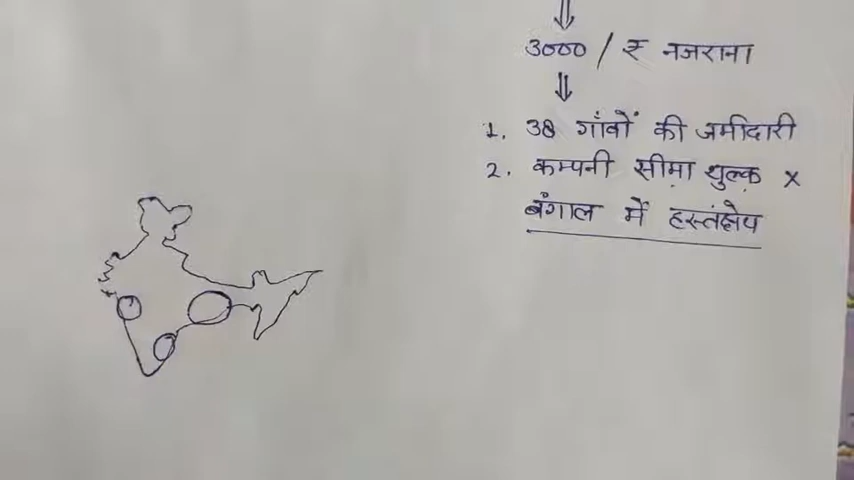 3000 / ₹ नजराना
1. 38 गाँवों की जमीदारी
2. कम्पनी सीमा शुल्क ×
बंगाल में हस्तक्षेप